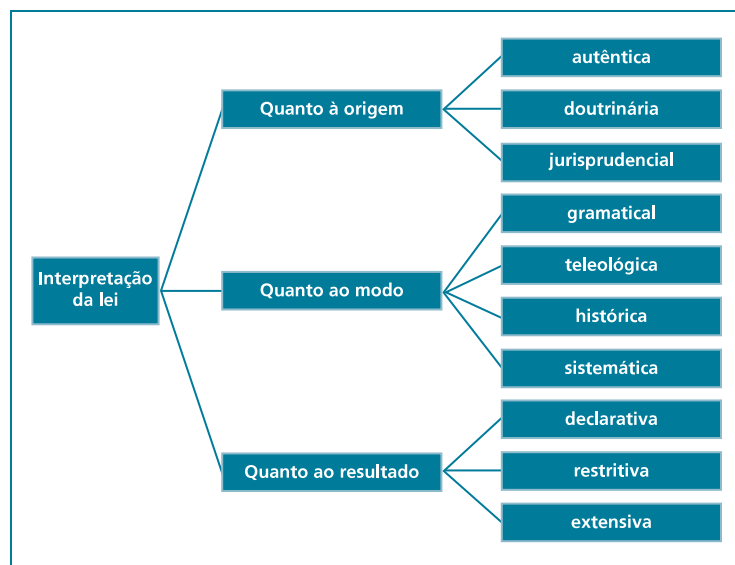 autêntica
Quanto à origem
doutrinária
jurisprudencial
gramatical
Interpretação
da lei
Quanto ao modo
teleológica
histórica
sistemática
declarativa
Quanto ao resultado
restritiva
extensiva